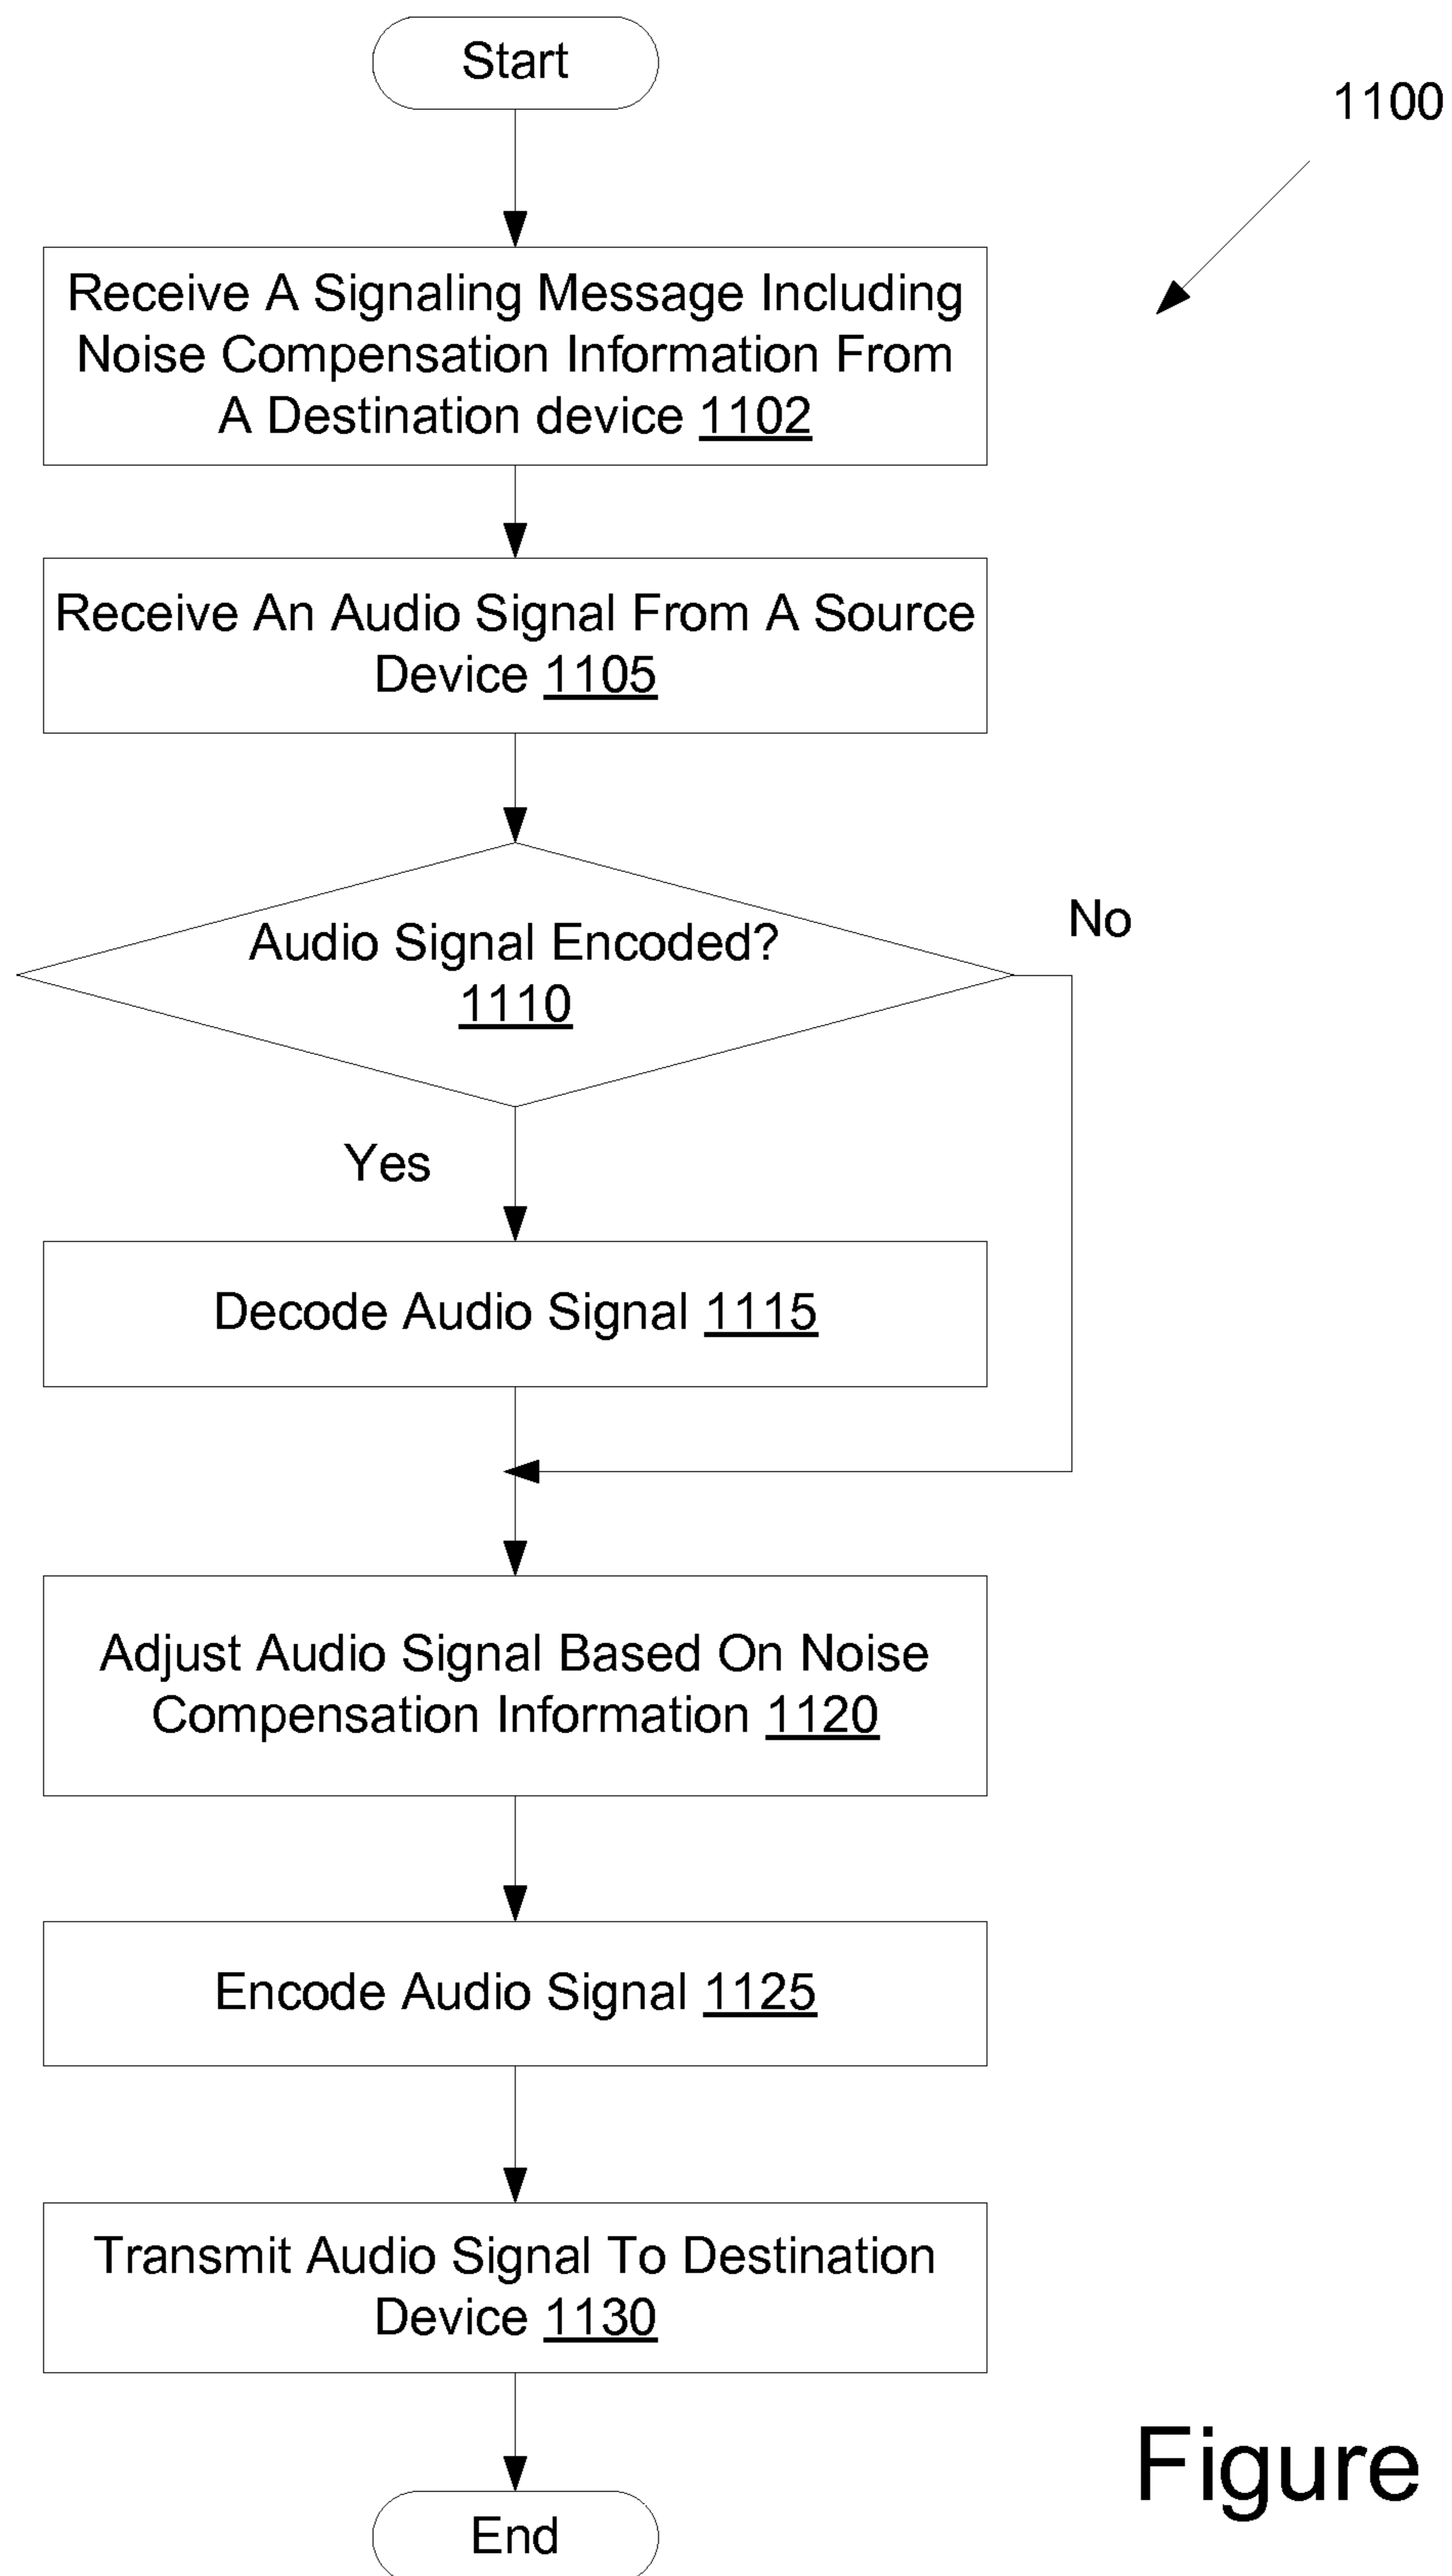 Start
1100
Receive A Signaling Message Including
Noise Compensation Information From
A Destination device 1102
Receive An Audio Signal From A Source
Device 1105
No
Audio Signal Encoded?
1110
Yes
Decode Audio Signal 1115
Adjust Audio Signal Based On Noise
Compensation Information 1120
Encode Audio Signal 1125
Transmit Audio Signal To Destination
Device 1130
Figure
End